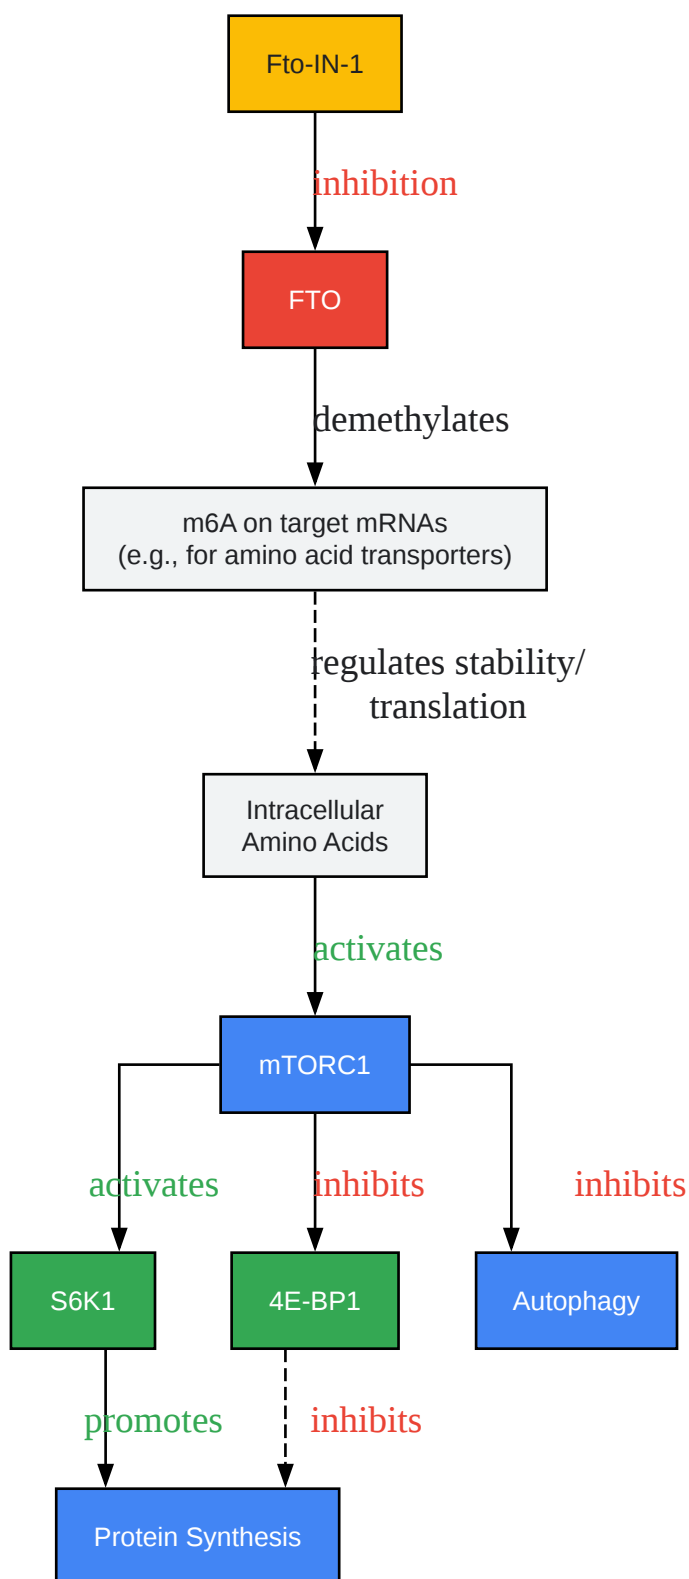 Fto-IN-1
inhibition
FTO
demethylates
m6A on target mRNAs
(e.g., for amino acid transporters)
regulates stability/
translation
Intracellular
Amino Acids
activates
mTORC1
activates
inhibits
inhibits
S6K1
4E-BP1
Autophagy
promotes
inhibits
Protein Synthesis